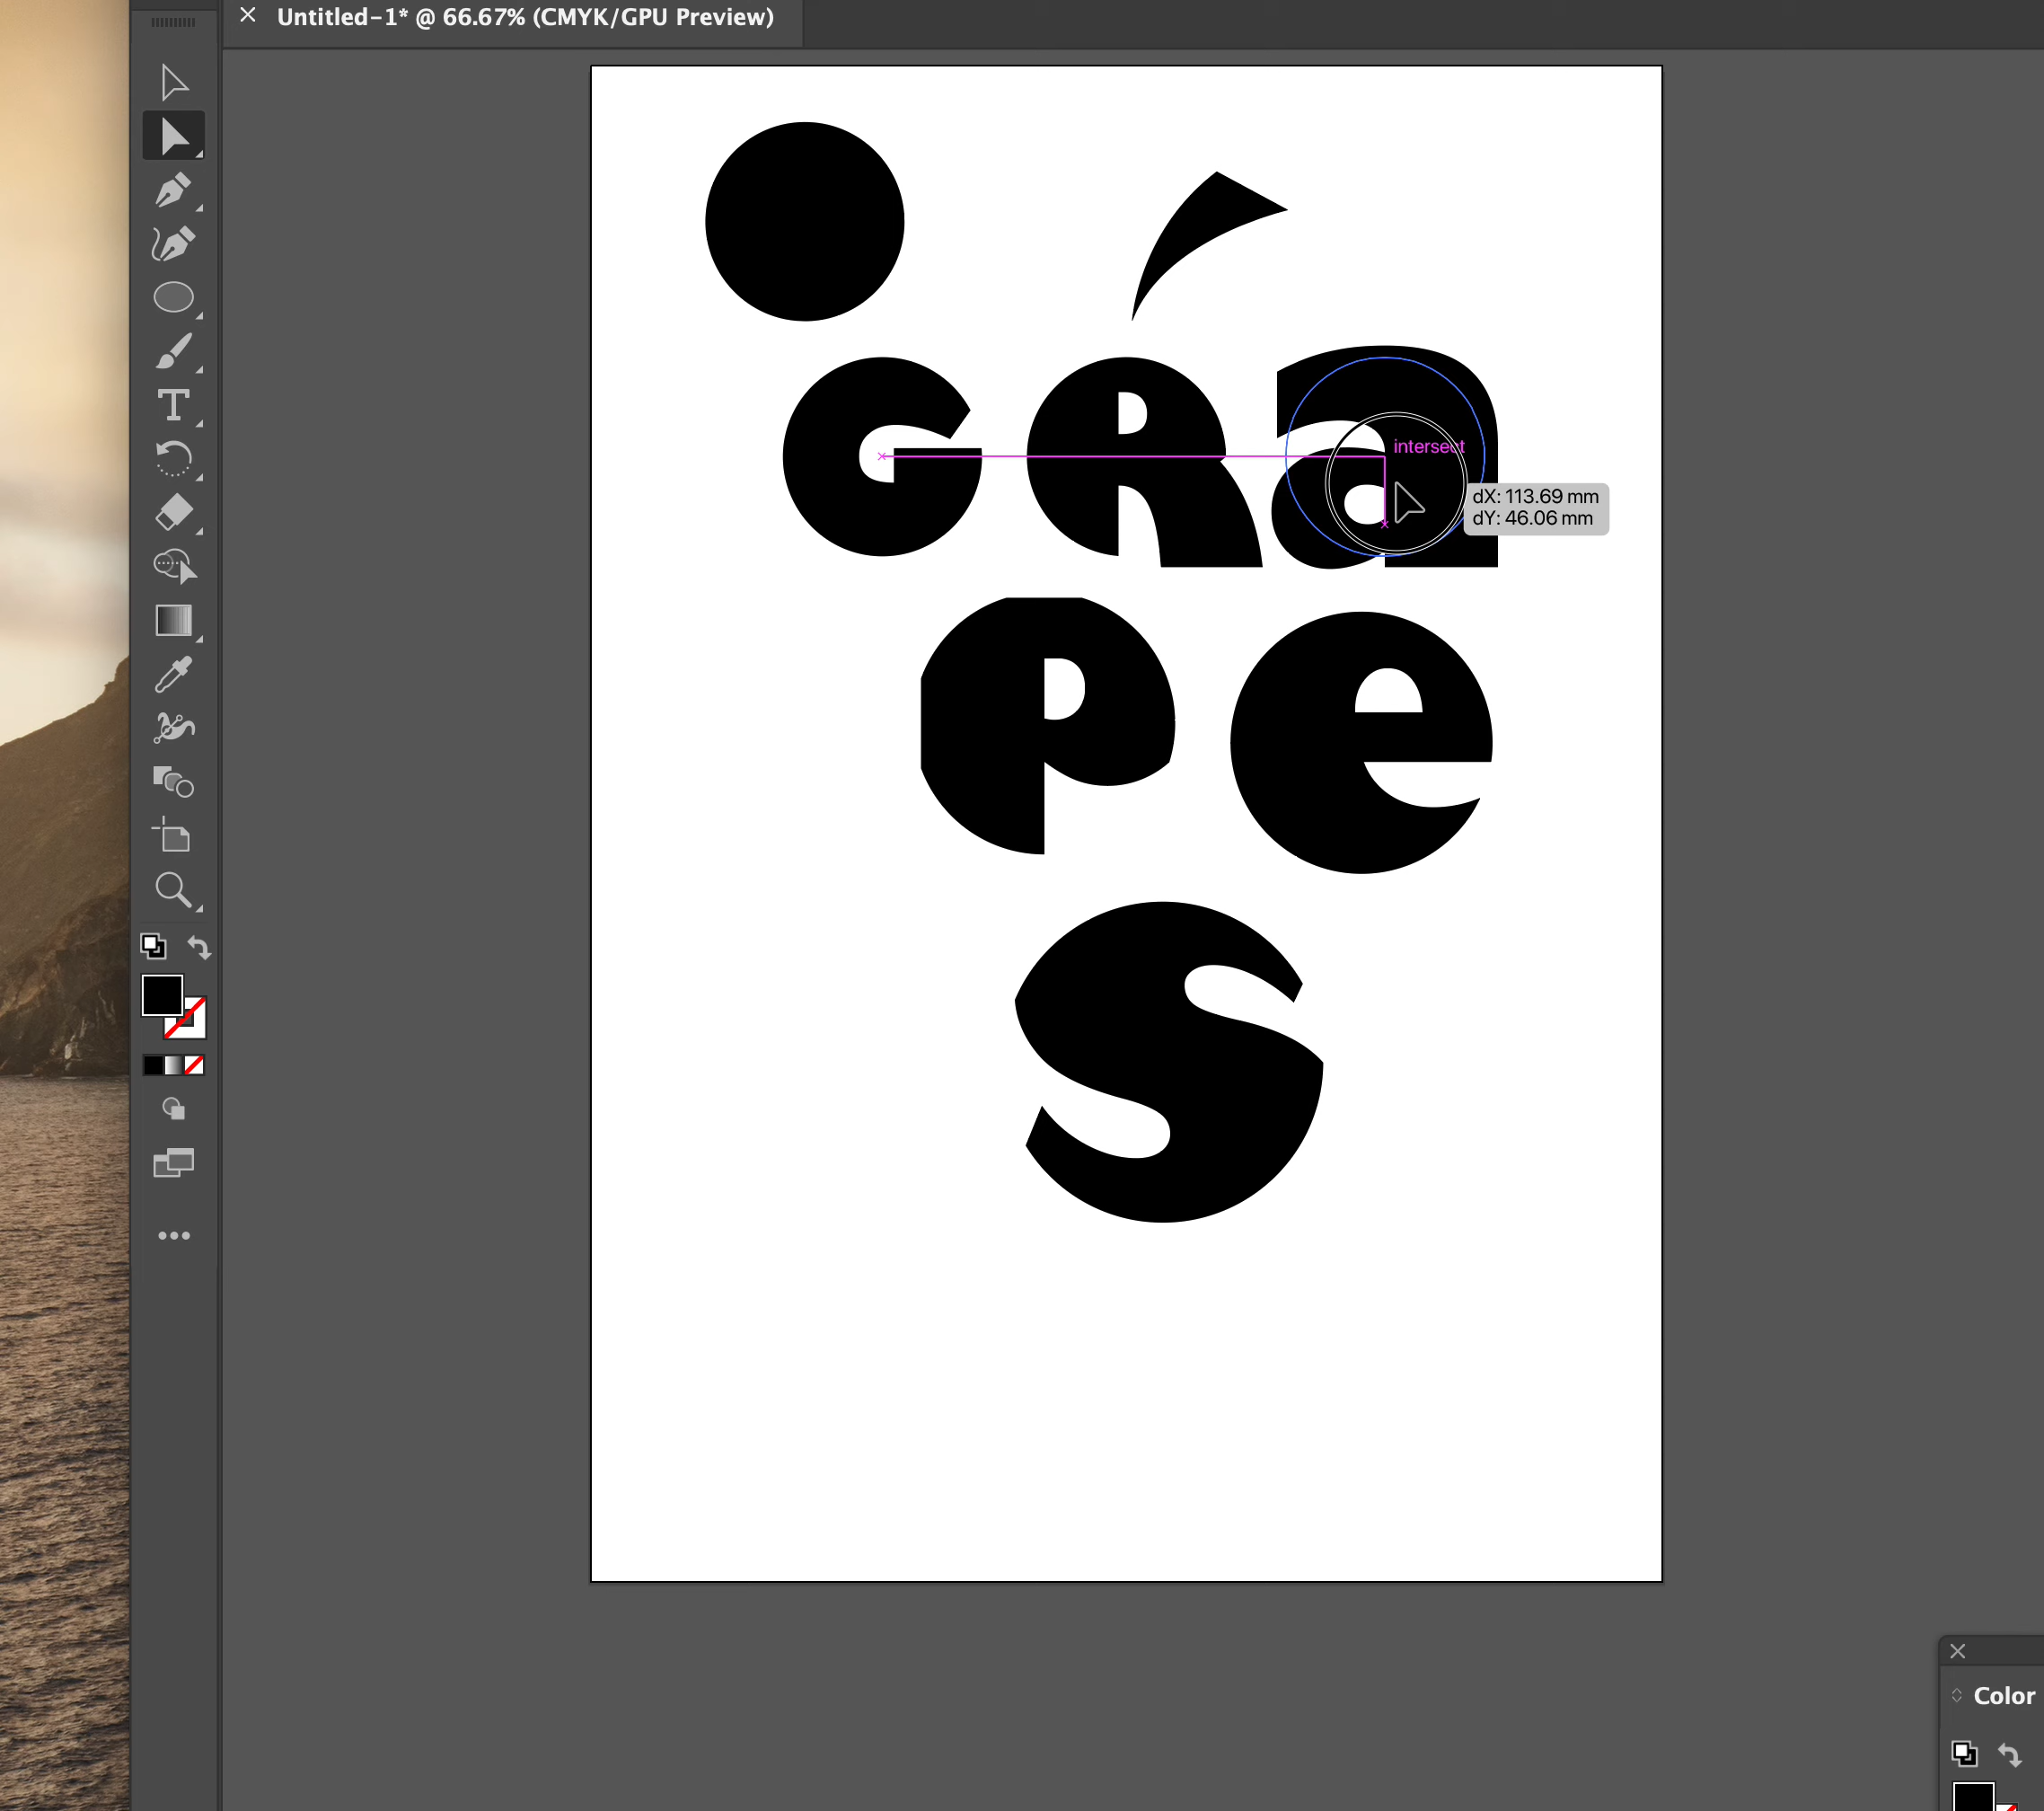 Untitled-1* @ 66.67% (CMYK/GPU Preview)
GRa
intersect
dX: 113.69 mm
dY: 46.06 mm
Pe
S
Color